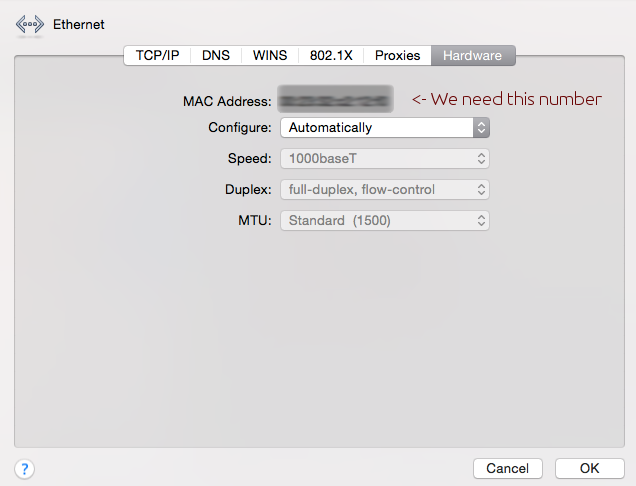 Ethernet
TCP/IP DNS WINS 802.1X Proxies Hardware
MAC Address: <- We need this number
Configure: Automatically
Speed: 1000baseT
Duplex: full-duplex, flow-control
MTU: Standard (1500)
? Cancel OK